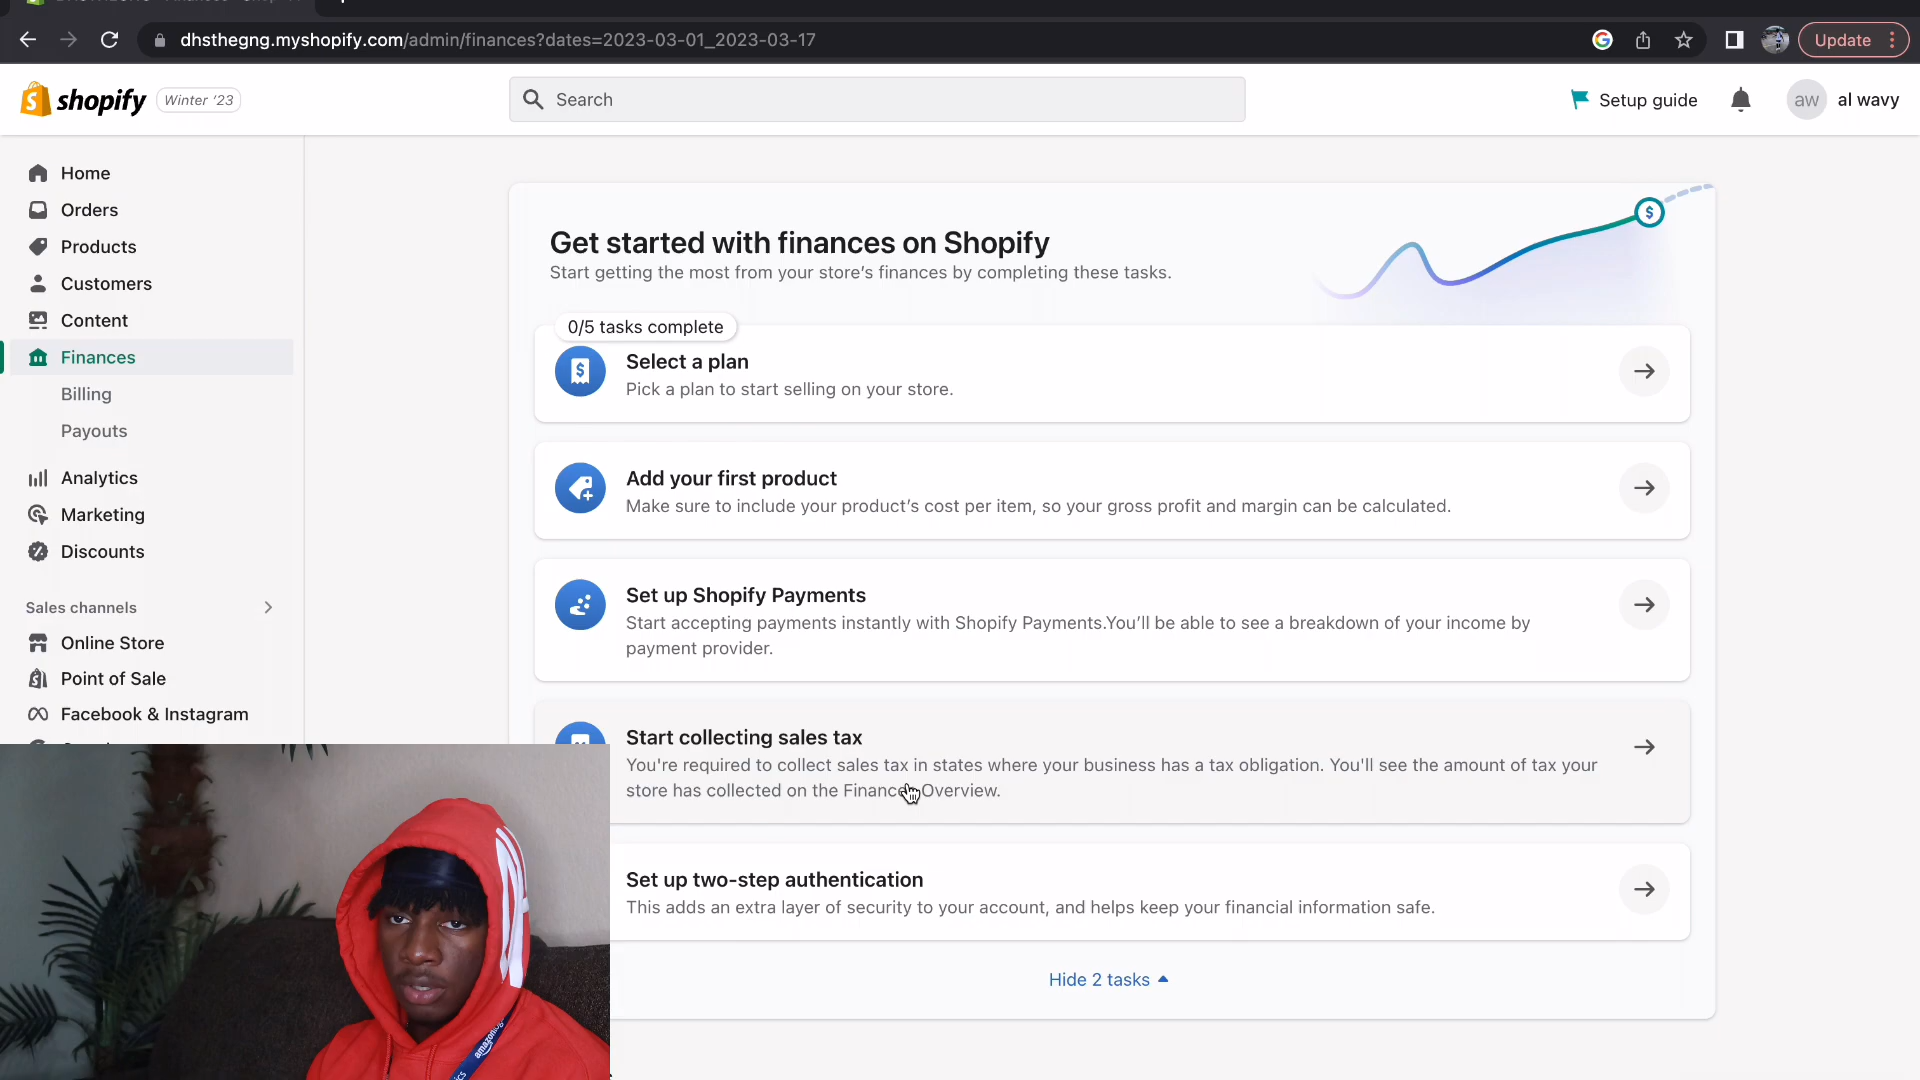 dhsthegng.myshopify.com/admin/finances?dates=2023-03-01_2023-03-17
Update
shopify
Winter '23
Search
Setup guide
aw
al wavy
Home
Orders
Products
Customers
Content
Finances
Billing
Payouts
Analytics
Marketing
Discounts
Sales channels
Online Store
Point of Sale
Facebook & Instagram
Get started with finances on Shopify
Start getting the most from your store's finances by completing these tasks.
0/5 tasks complete
Select a plan
Pick a plan to start selling on your store.
Add your first product
Make sure to include your product's cost per item, so your gross profit and margin can be calculated.
Set up Shopify Payments
Start accepting payments instantly with Shopify Payments.You'll be able to see a breakdown of your income by
payment provider.
Start collecting sales tax
You're required to collect sales tax in states where your business has a tax obligation. You'll see the amount of tax your
store has collected on the Finances Overview.
Set up two-step authentication
This adds an extra layer of security to your account, and helps keep your financial information safe.
Hide 2 tasks